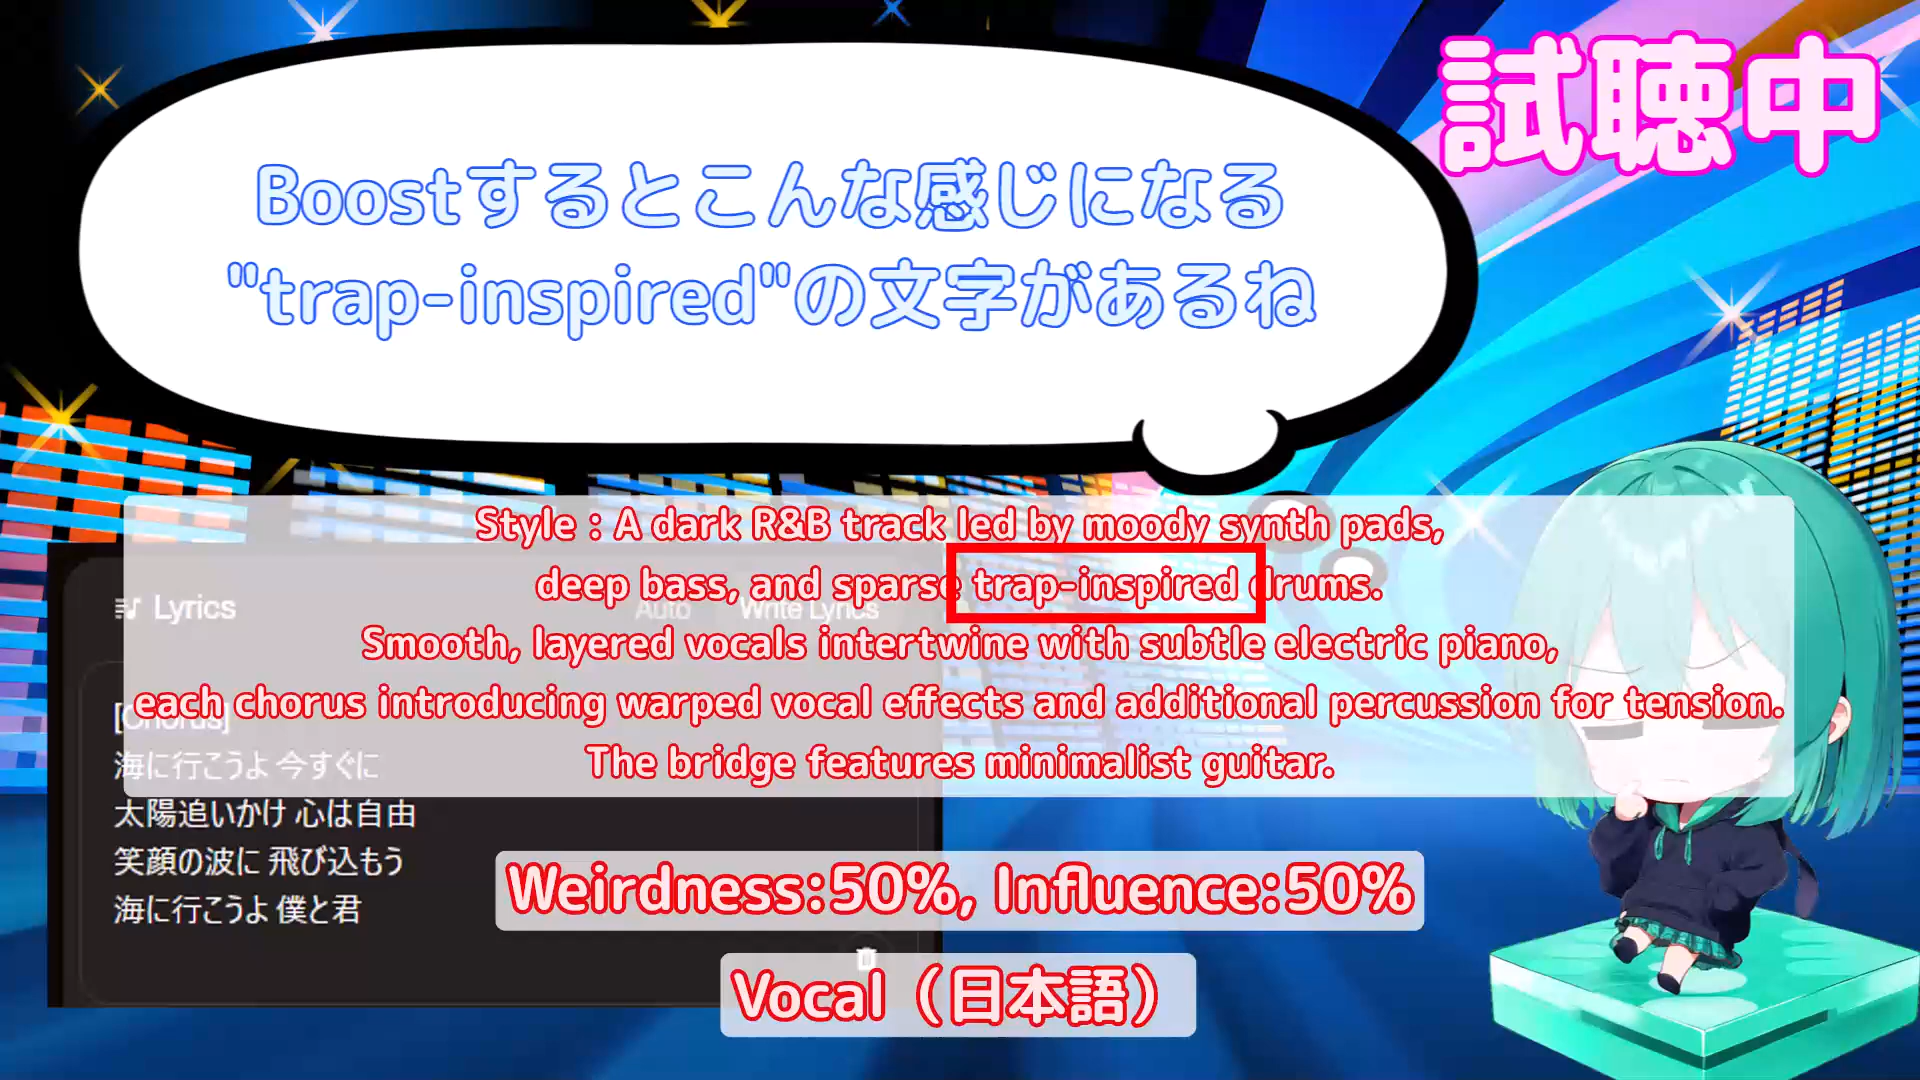 試聴中
Boostするとこんな感じになる
"trap-inspired"の文字があるね
Style : A dark R&B track led by moody synth pads,
deep bass, and sparse trap-inspired drums.
Smooth, layered vocals intertwine with subtle electric piano,
each chorus introducing warped vocal effects and additional percussion for tension.
The bridge features minimalist guitar.
Lyrics
Auto
Write Lyrics
[Chorus]
海に行こうよ 今すぐに
太陽追いかけ 心は自由
笑顔の波に 飛び込もう
海に行こうよ 僕と君
Weirdness:50%, Influence:50%
Vocal（日本語）